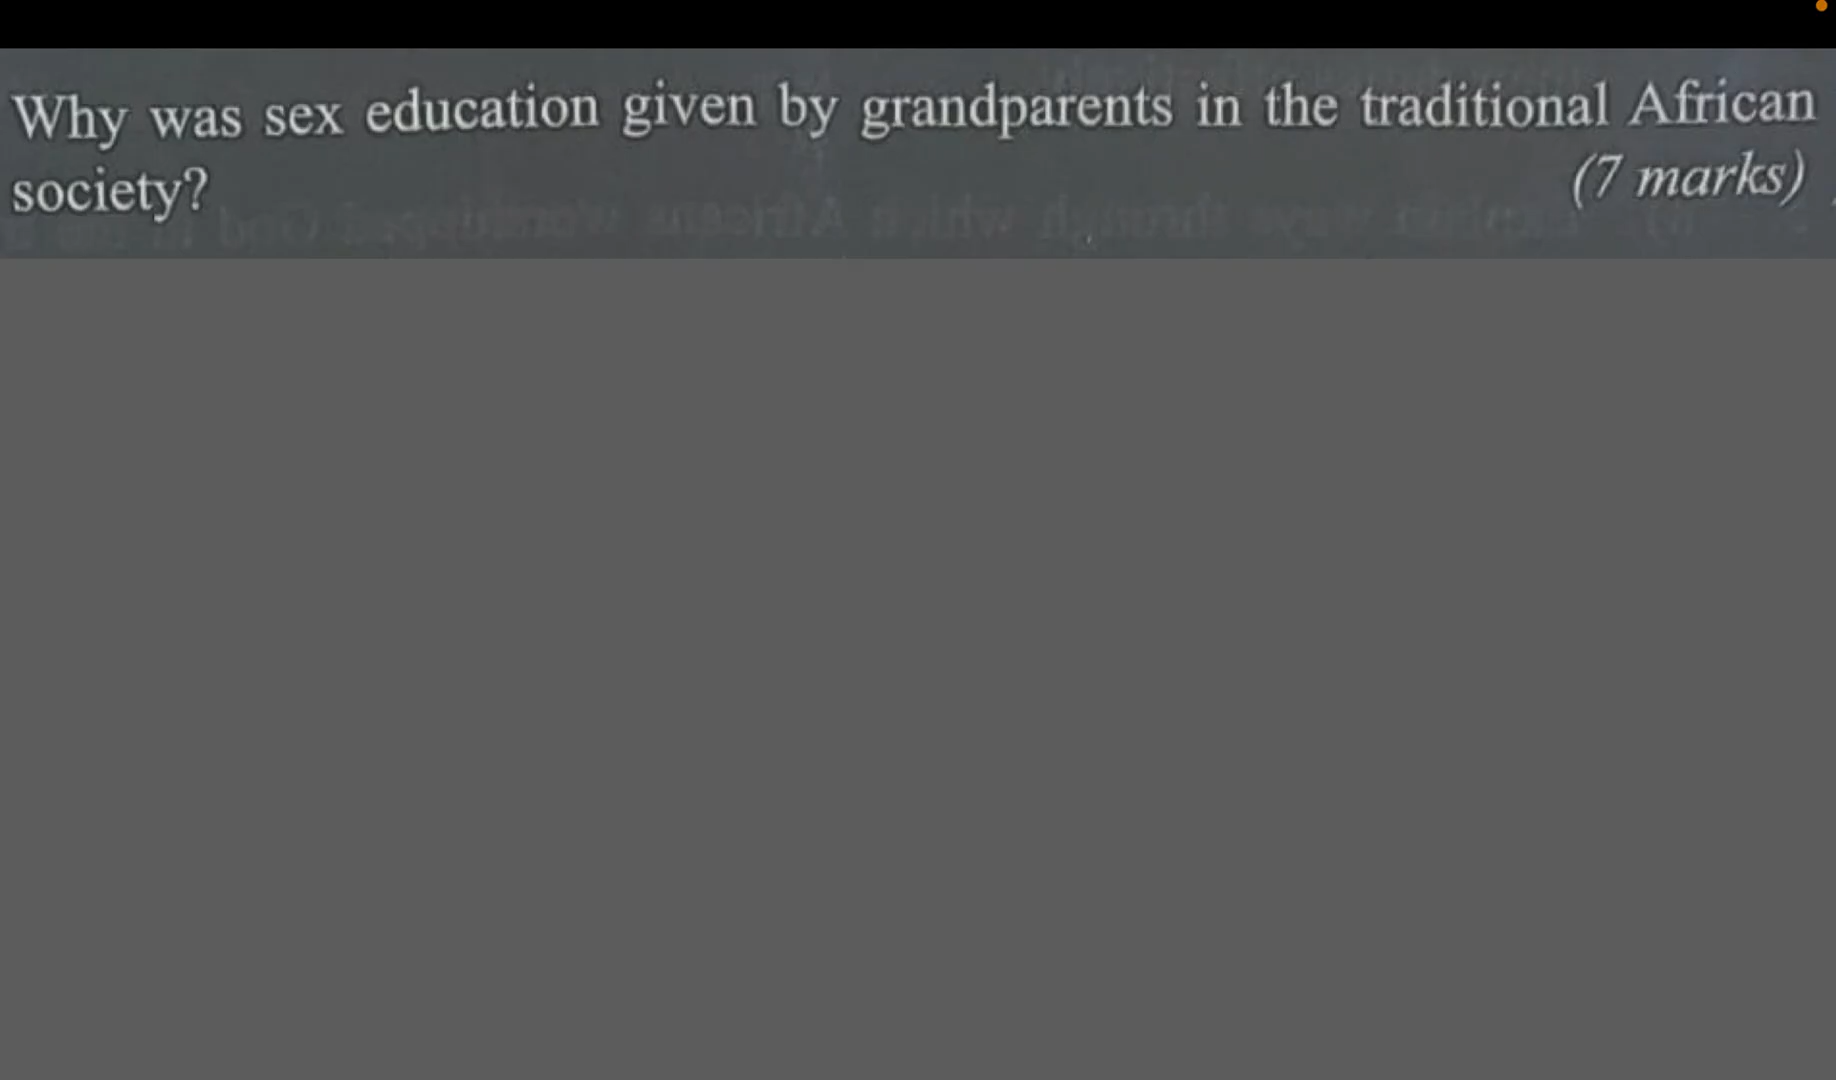 Why was sex education given by grandparents in the traditional African
society? (7 marks)